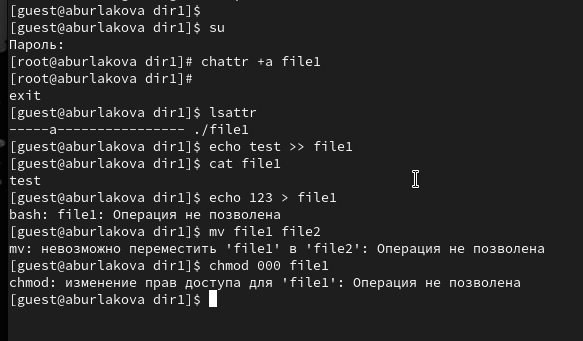 [guest@aburlakova dir1]$
[guest@aburlakova dir1]$ su
Пароль:
[root@aburlakova dir1]# chattr +a file1
[root@aburlakova dir1]#
exit
[guest@aburlakova dir1]$ lsattr
-----a---------------- ./file1
[guest@aburlakova dir1]$ echo test >> file1
[guest@aburlakova dir1]$ cat file1
test
[guest@aburlakova dir1]$ echo 123 > file1
bash: file1: Операция не позволена
[guest@aburlakova dir1]$ mv file1 file2
mv: невозможно переместить 'file1' в 'file2': Операция не позволена
[guest@aburlakova dir1]$ chmod 000 file1
chmod: изменение прав доступа для 'file1': Операция не позволена
[guest@aburlakova dir1]$